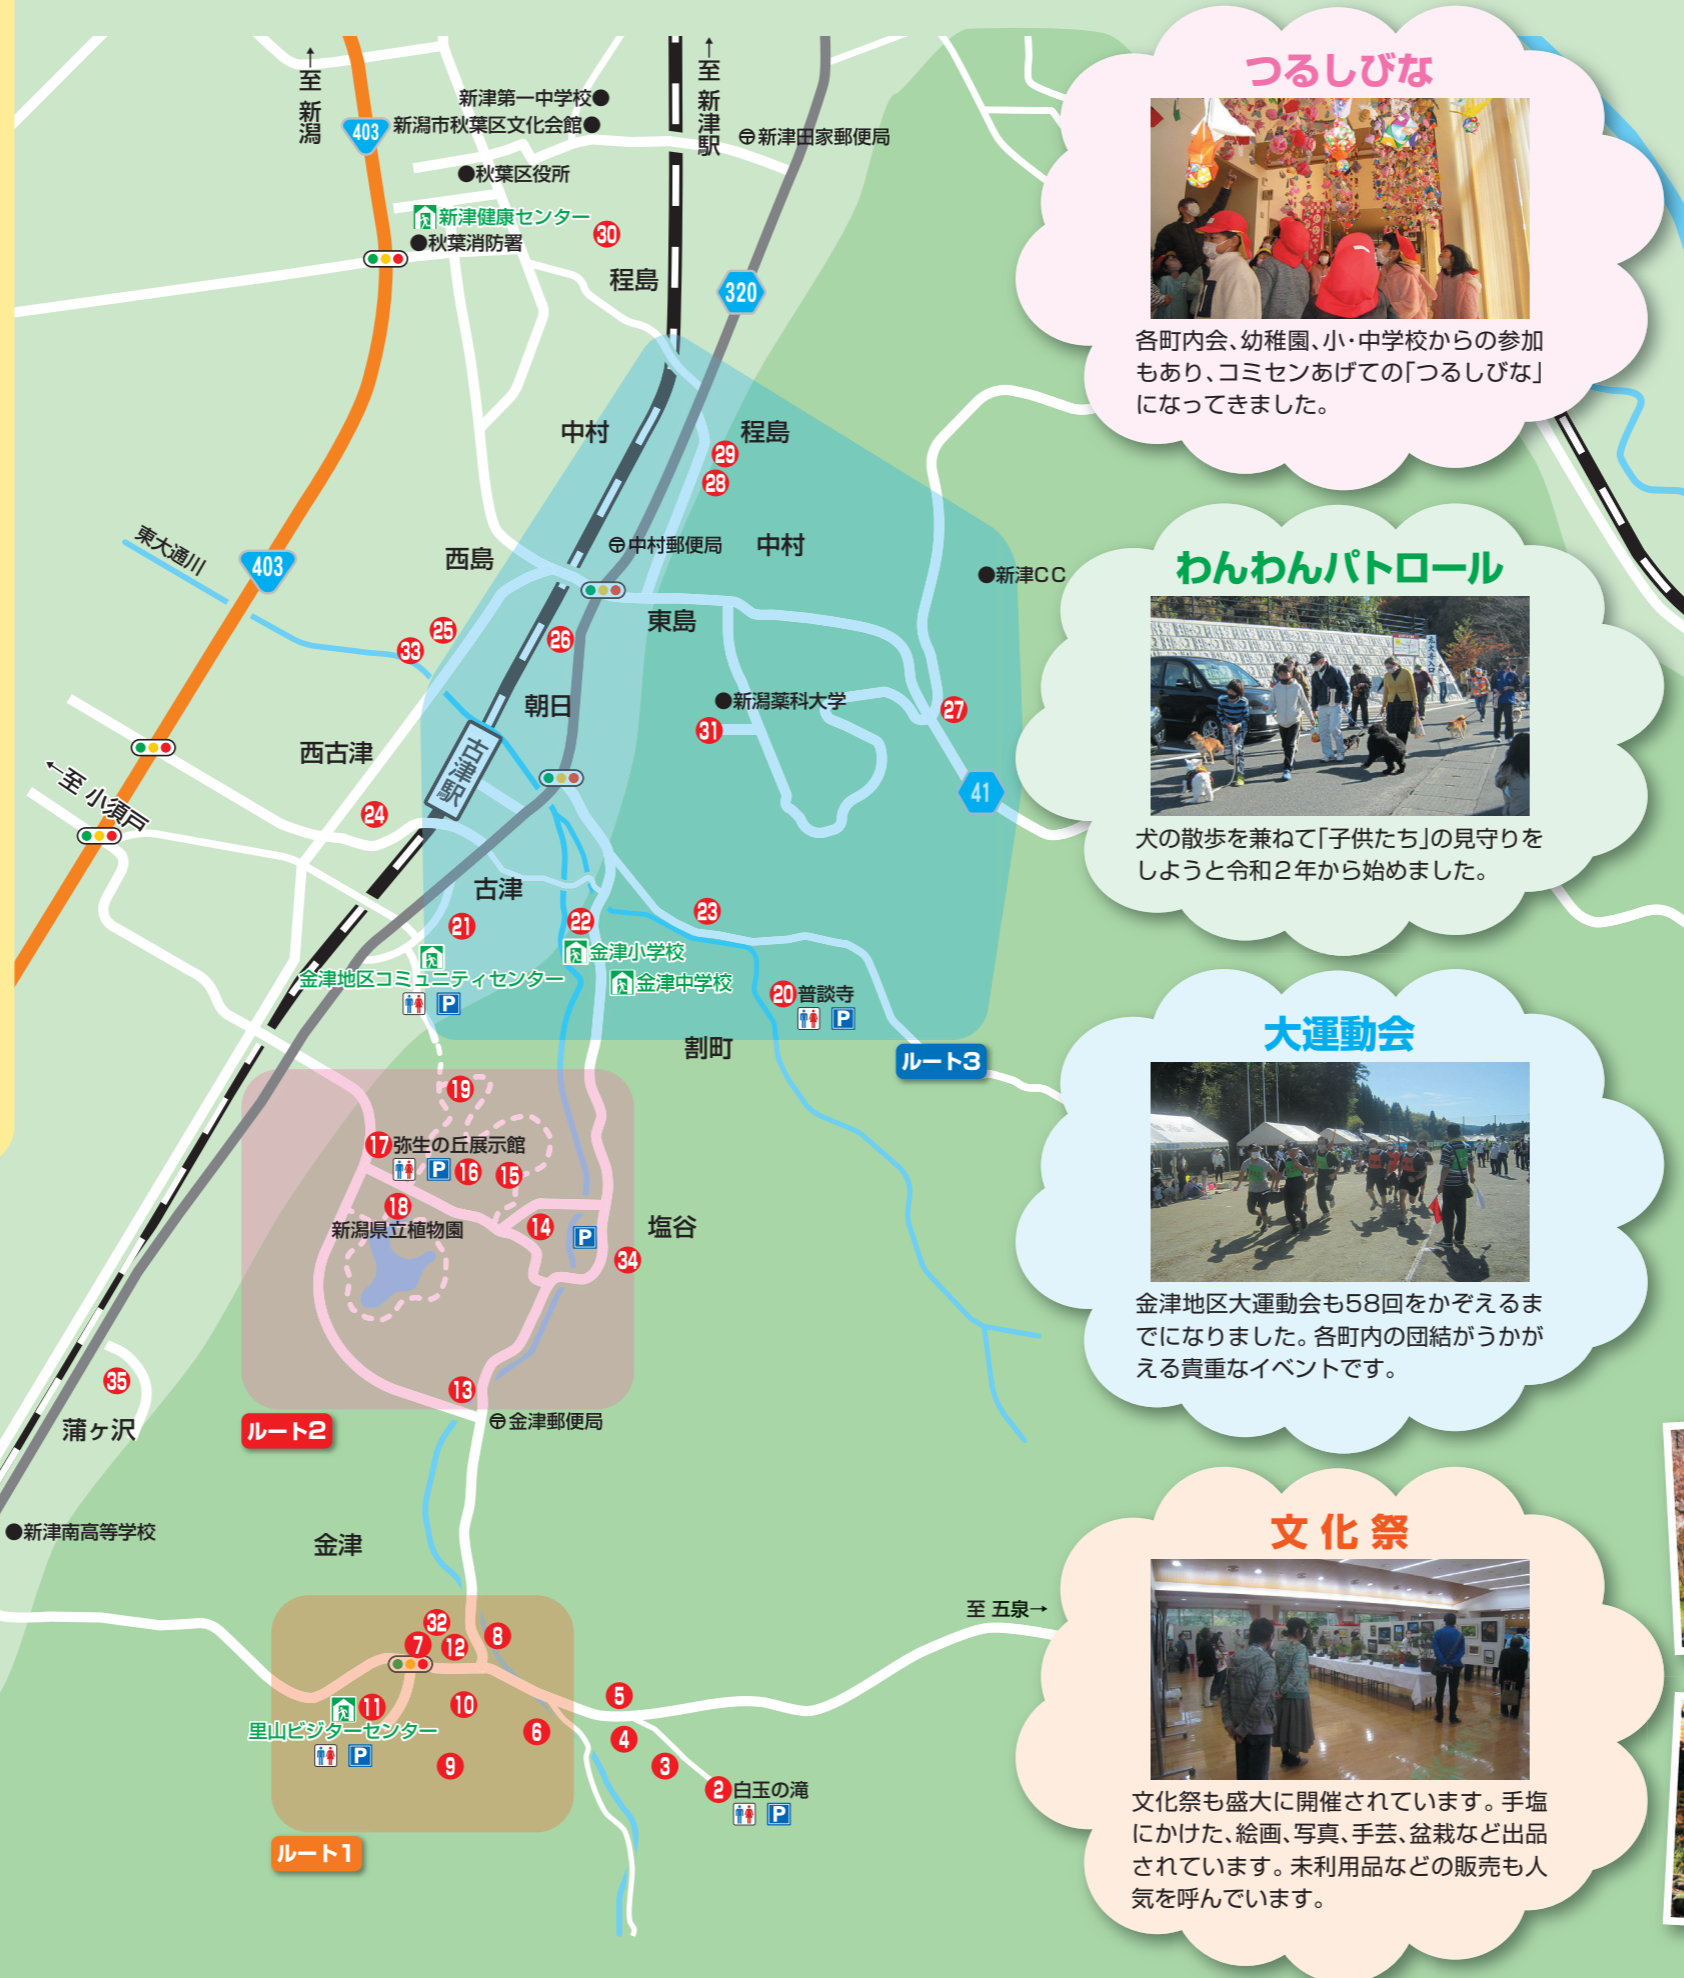 ↑至 新潟
↑至 新津駅
新津第一中学校
403
新潟市秋葉区文化会館
新津田家郵便局
秋葉区役所
新津健康センター
秋葉消防署
30
程島
320
中村
程島
29
28
中村郵便局
中村
西島
東大通川
403
新津CC
東島
25
33
26
朝日
新潟薬科大学
31
27
西古津
古津駅
←至 小須戸
41
24
古津
21
22
23
金津小学校
金津地区コミュニティセンター
P
金津中学校
20
普談寺
P
割町
ルート3
19
17
弥生の丘展示館
P
16
15
18
新潟県立植物園
14
P
塩谷
34
35
蒲ヶ沢
13
金津郵便局
ルート2
新津南高等学校
金津
至 五泉→
32
7
12
8
11
10
5
里山ビジターセンター
P
6
4
9
3
2
白玉の滝
P
ルート1
つるしびな
各町内会、幼稚園、小・中学校からの参加
もあり、コミセンあげての「つるしびな」
になってきました。
わんわんパトロール
犬の散歩を兼ねて「子供たち」の見守りを
しようと令和2年から始めました。
大運動会
金津地区大運動会も58回をかぞえるま
でになりました。各町内の団結がうかが
える貴重なイベントです。
文化祭
文化祭も盛大に開催されています。手塩
にかけた、絵画、写真、手芸、盆栽など出品
されています。未利用品などの販売も人
気を呼んでいます。